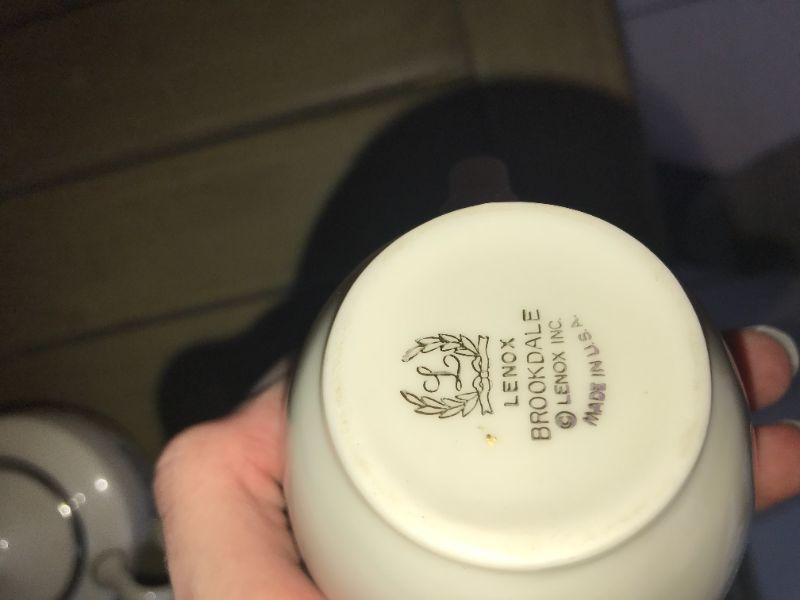 L
LENOX
BROOKDALE
© LENOX INC.
MADE IN U.S.A.